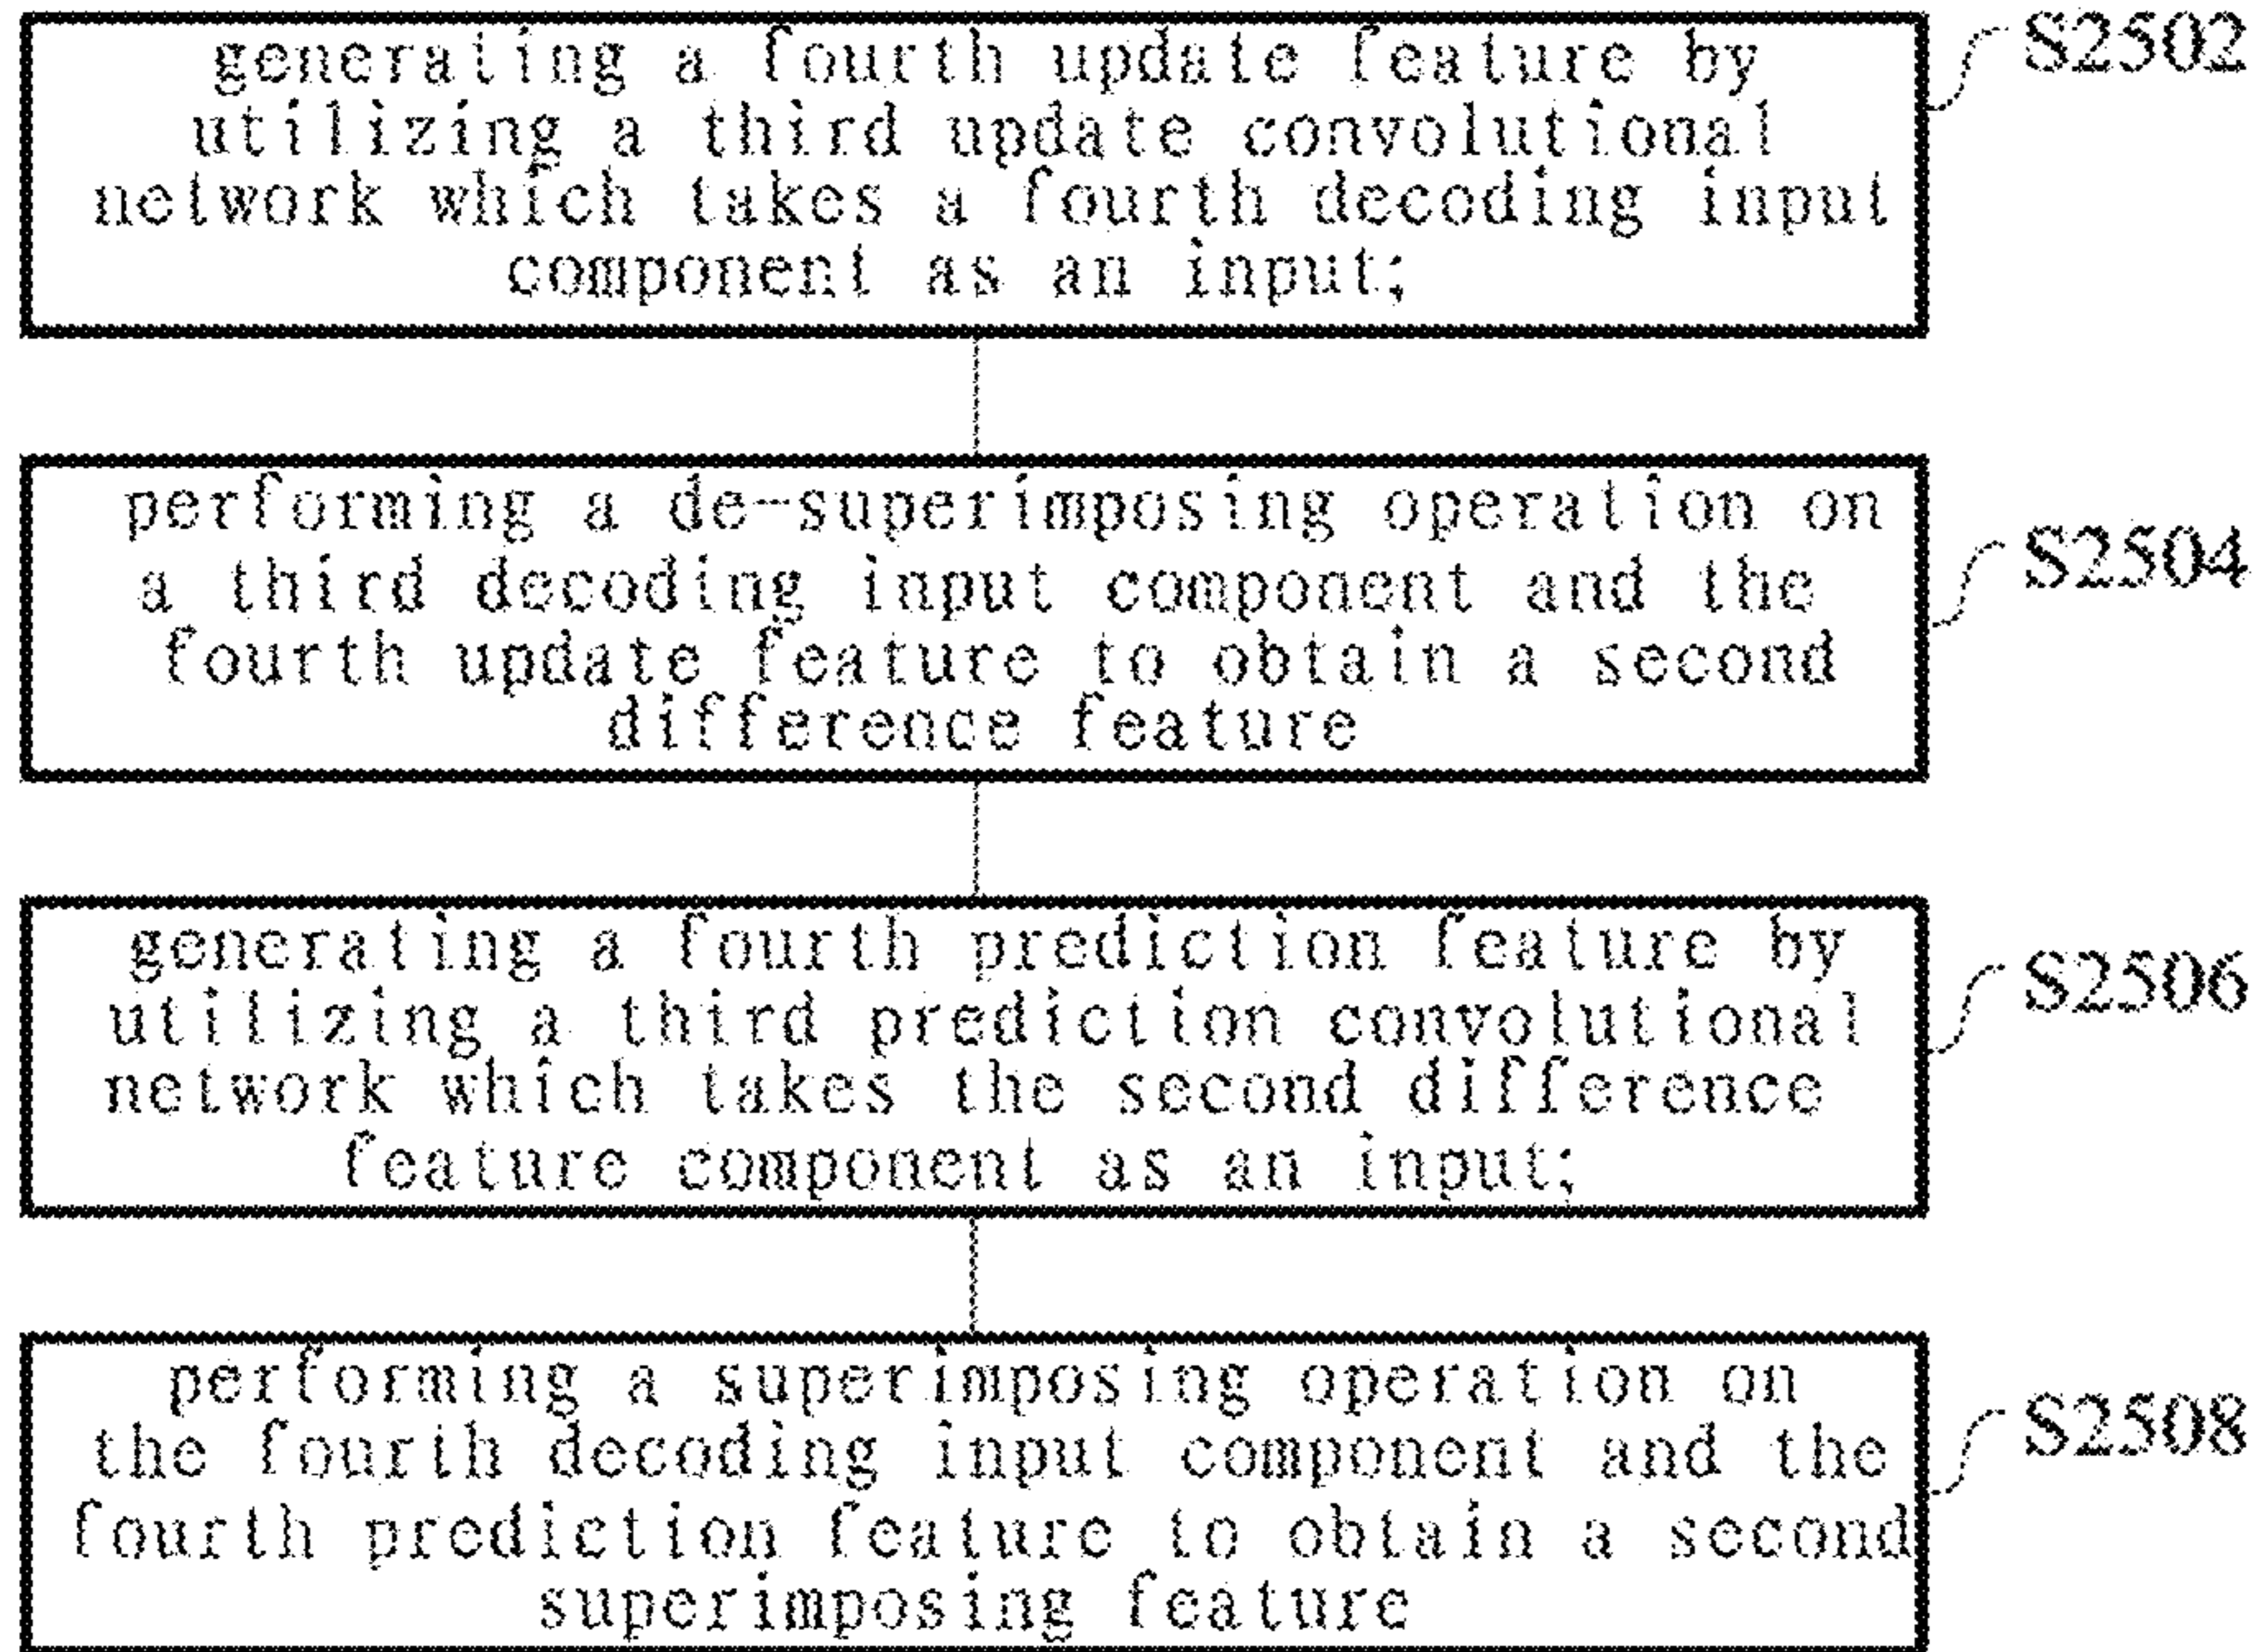 generating a fourth update feature by
utilizing a third update convolutional
network which takes a fourth decoding input
component as an input;
S2502
performing a de-superimposing operation on
a third decoding input component and the
fourth update feature to obtain a second
difference feature
S2504
generating a fourth prediction feature by
utilizing a third prediction convolutional
network which takes the second difference
feature component as an input;
S2506
performing a superimposing operation on
the fourth decoding input component and the
fourth prediction feature to obtain a second
superimposing feature
S2508